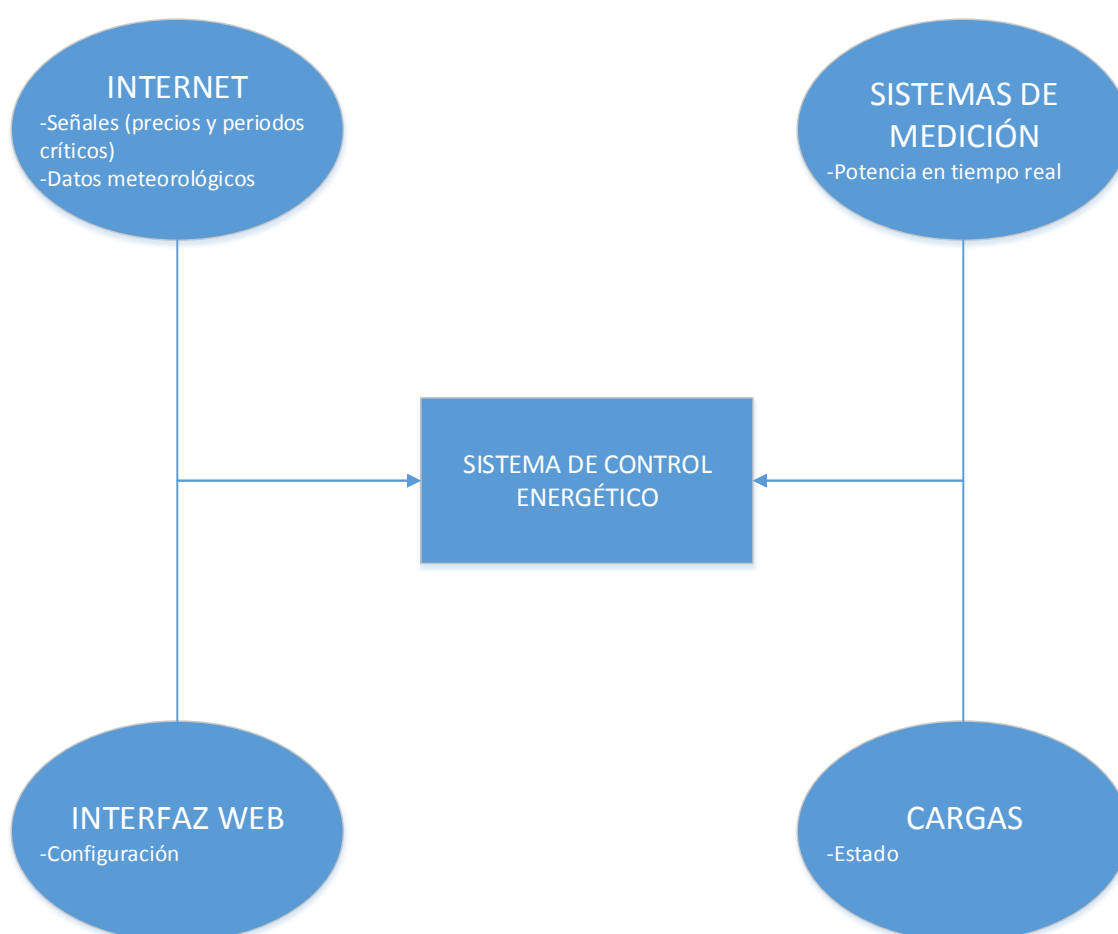 INTERNET
-Señales (precios y periodos
críticos)
-Datos meteorológicos
SISTEMAS DE
MEDICIÓN
-Potencia en tiempo real
SISTEMA DE CONTROL
ENERGÉTICO
INTERFAZ WEB
-Configuración
CARGAS
-Estado